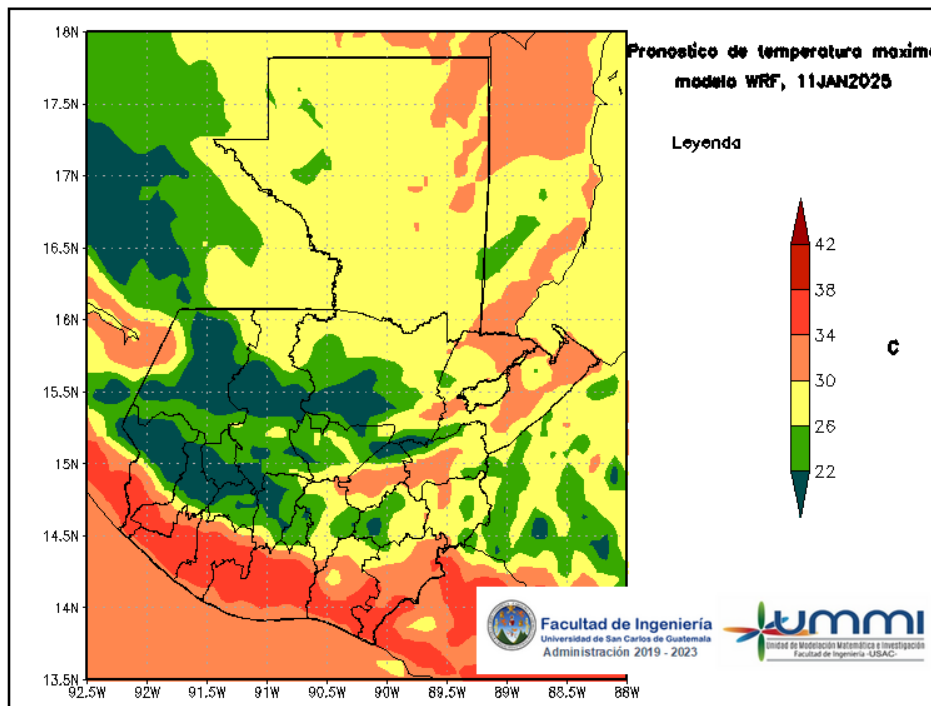 Pronostico de temperatura maxima
modelo WRF, 11JAN2025
Leyenda
42
38
34
30
26
22
C
18N
17.5N
17N
16.5N
16N
15.5N
15N
14.5N
14N
13.5N
92.5W 92W 91.5W 91W 90.5W 90W 89.5W 89W 88.5W 88W
Facultad de Ingeniería
Universidad de San Carlos de Guatemala
Administración 2019 - 2023
UMMI
Unidad de Modelación Matemática e Investigación
Facultad de Ingeniería -USAC-